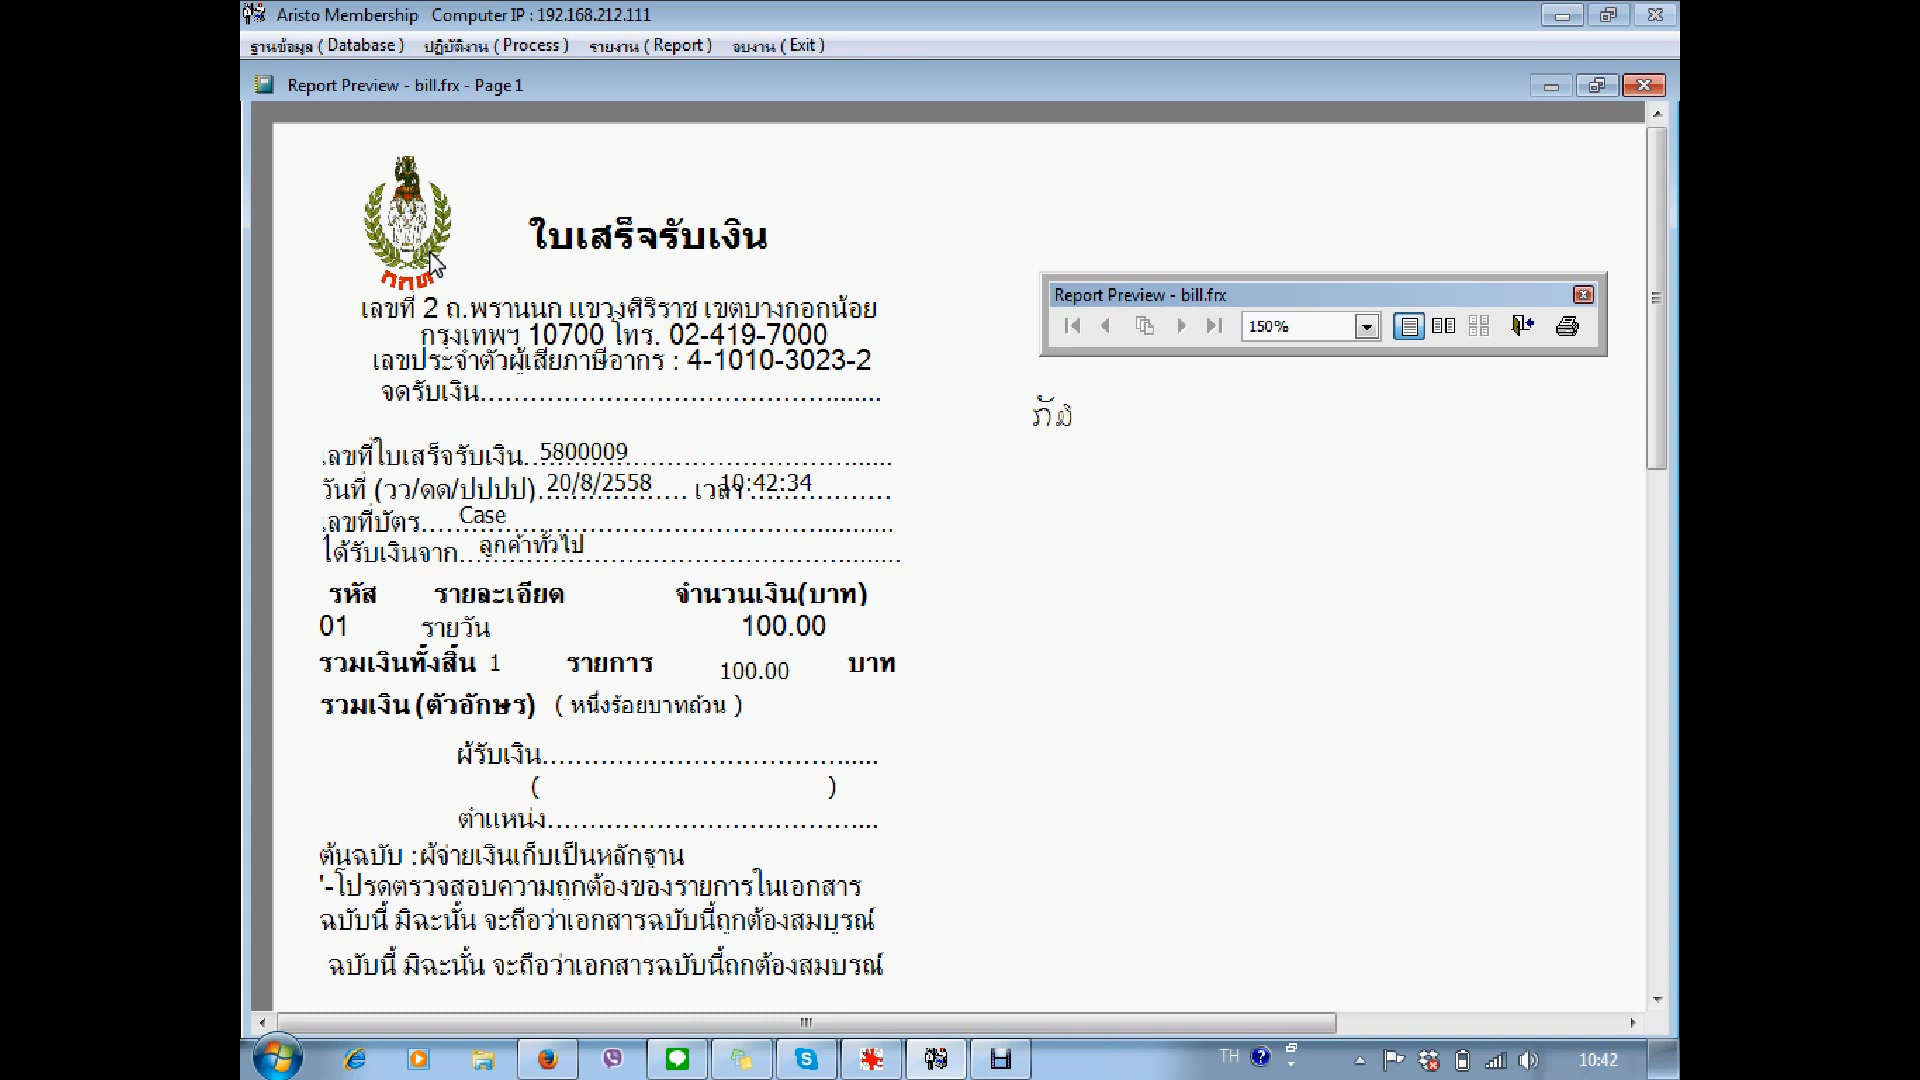 Aristo Membership   Computer IP : 192.168.212.111
ฐานข้อมูล ( Database )   ปฏิบัติงาน ( Process )   รายงาน ( Report )   จบงาน ( Exit )
Report Preview - bill.frx - Page 1
กกท
ใบเสร็จรับเงิน
เลขที่ 2 ถ.พรานนก แขวงศิริราช เขตบางกอกน้อย
กรุงเทพฯ 10700 โทร. 02-419-7000
เลขประจำตัวผู้เสียภาษีอากร : 4-1010-3023-2
จดรับเงิน................................................
Report Preview - bill.frx
150%
เลขที่ใบเสร็จรับเงิน..5800009..............................
วันที่ (วว/ดด/ปปปป).20/8/2558.... เวลา 10:42:34.........
เลขที่บัตร.... Case ..............................
ได้รับเงินจาก.. ลูกค้าทั่วไป ..............................
รหัส   รายละเอียด   จำนวนเงิน(บาท)
01   รายวัน   100.00
รวมเงินทั้งสิ้น 1   รายการ   100.00   บาท
รวมเงิน (ตัวอักษร)   ( หนึ่งร้อยบาทถ้วน )
ผ้รับเงิน..........................................
(                    )
ตำแหน่ง..........................................
ต้นฉบับ :ผ้จ่ายเงินเก็บเป็นหลักฐาน
'-โปรดตรวจสอบความถูกต้องของรายการในเอกสาร
ฉบับนี้ มิฉะนั้น จะถือว่าเอกสารฉบับนี้ถูกต้องสมบูรณ์
ฉบับนี้ มิฉะนั้น จะถือว่าเอกสารฉบับนี้ถกต้องสมบรณ์
TH   10:42